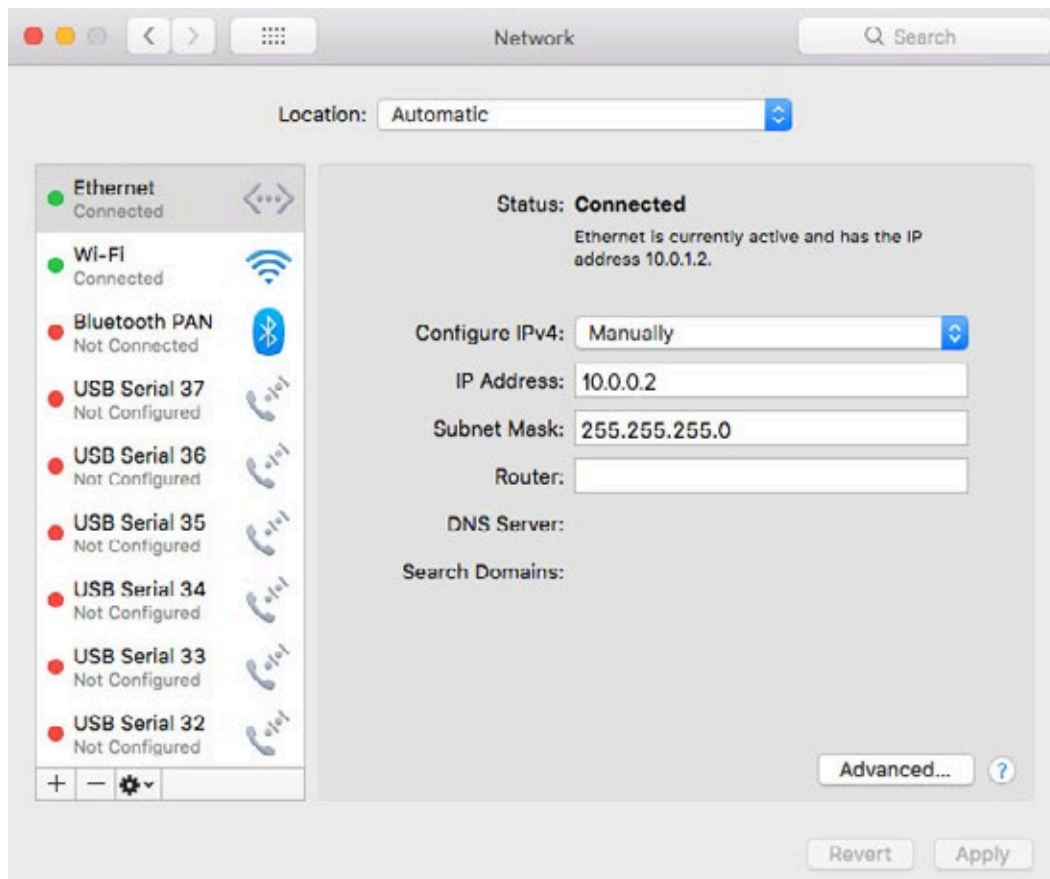 Network
Search
Location: Automatic
Ethernet
Connected
Wi-Fi
Connected
Bluetooth PAN
Not Connected
USB Serial 37
Not Configured
USB Serial 36
Not Configured
USB Serial 35
Not Configured
USB Serial 34
Not Configured
USB Serial 33
Not Configured
USB Serial 32
Not Configured
Status: Connected
Ethernet is currently active and has the IP
address 10.0.1.2.
Configure IPv4: Manually
IP Address: 10.0.0.2
Subnet Mask: 255.255.255.0
Router:
DNS Server:
Search Domains:
Advanced... ?
Revert Apply